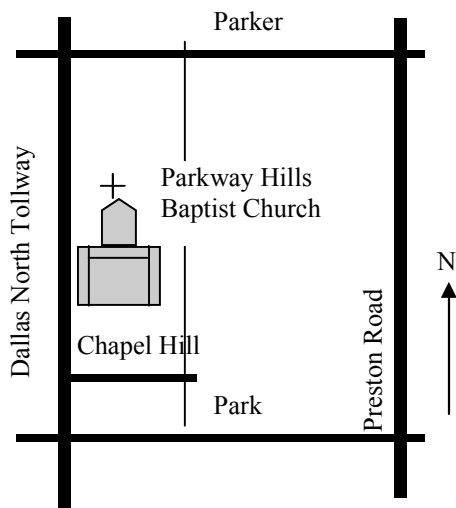 Parker
Dallas North Tollway
Parkway Hills
Baptist Church
N
Preston Road
Chapel Hill
Park